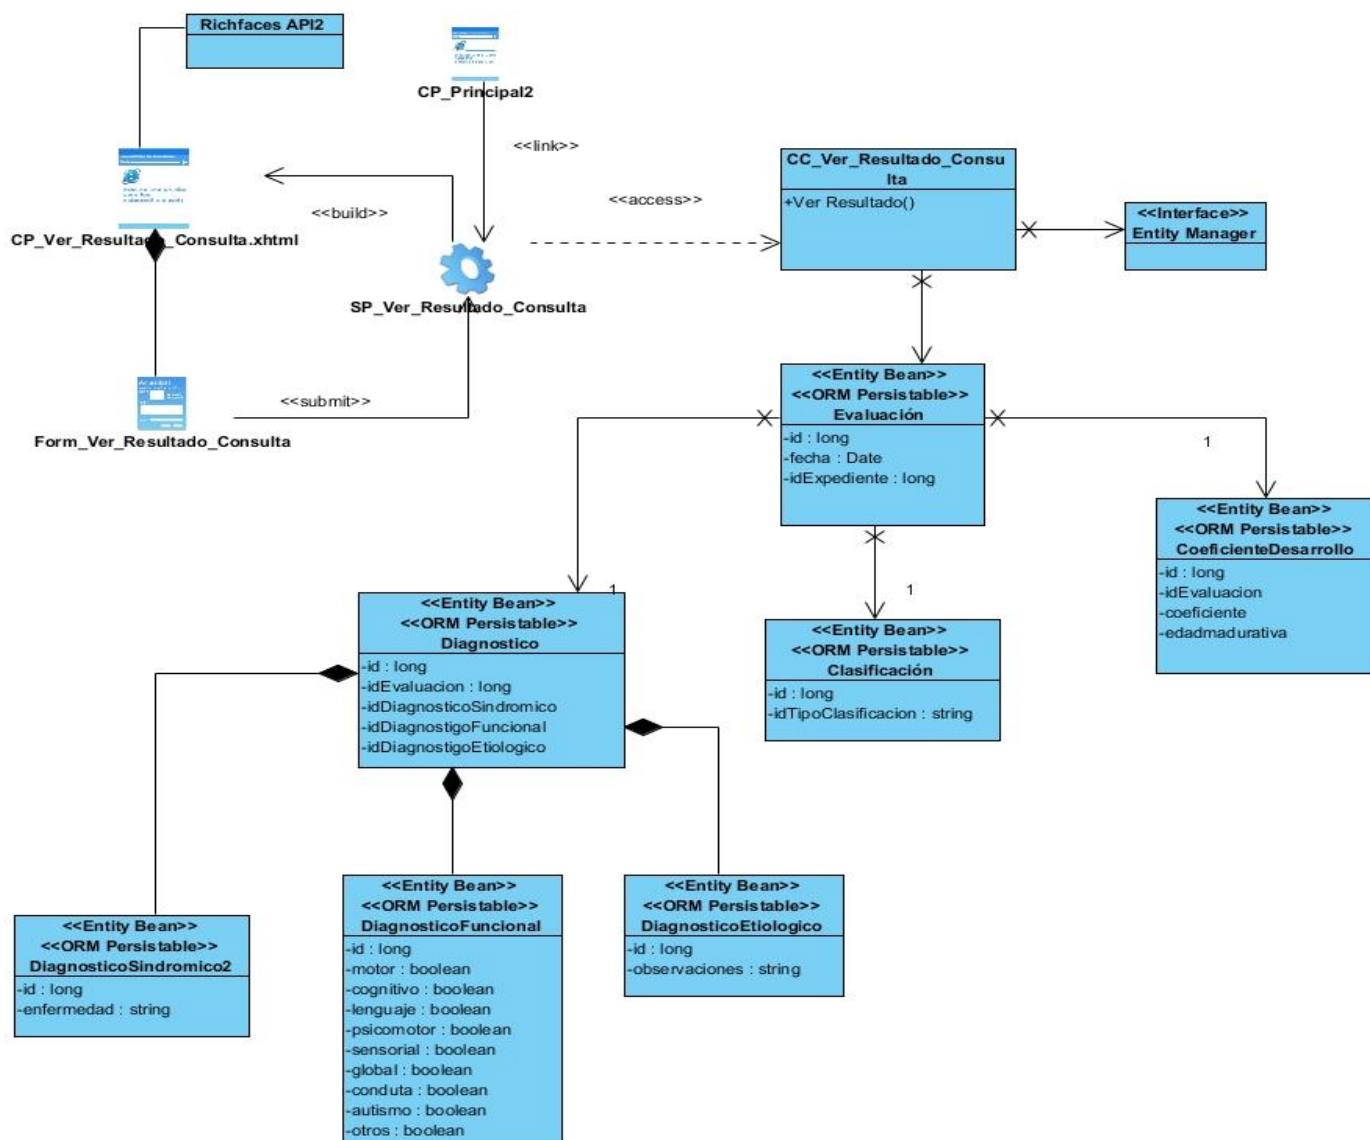 Richfaces API2
CP_Principal2
<<link>>
CP_Ver_Resultado_Consulta.xhtml
<<build>>
SP_Ver_Resultado_Consulta
<<access>>
CC_Ver_Resultado_Consu
lta
+Ver Resultado()
<<Interface>>
Entity Manager
Form_Ver_Resultado_Consulta
<<submit>>
<<Entity Bean>>
<<ORM Persistable>>
Evaluación
-id : long
-fecha : Date
-idExpediente : long
1
<<Entity Bean>>
<<ORM Persistable>>
CoeficienteDesarrollo
-id : long
-idEvaluacion
-coeficiente
-edadmadurativa
1
<<Entity Bean>>
<<ORM Persistable>>
Diagnostico
-id : long
-idEvaluacion : long
-idDiagnosticoSindromico
-idDiagnostigoFuncional
-idDiagnostigoEtiologico
1
<<Entity Bean>>
<<ORM Persistable>>
Clasificación
-id : long
-idTipoClasificacion : string
<<Entity Bean>>
<<ORM Persistable>>
DiagnosticoSindromico2
-id : long
-enfermedad : string
<<Entity Bean>>
<<ORM Persistable>>
DiagnosticoFuncional
-id : long
-motor : boolean
-cognitivo : boolean
-lenguaje : boolean
-psicomotor : boolean
-sensorial : boolean
-global : boolean
-conduta : boolean
-autismo : boolean
-otros : boolean
<<Entity Bean>>
<<ORM Persistable>>
DiagnosticoEtiologico
-id : long
-observaciones : string